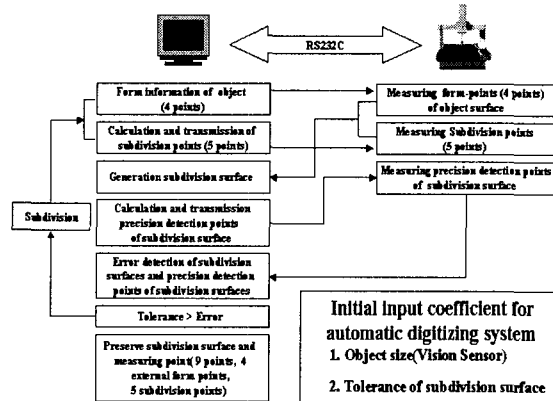 RS232C
Form information of object
(4 points)
Measuring form-points (4 points)
of object surface
Calculation and transmission of
subdivision points (5 points)
Measuring Subdivision points
(5 points)
Generation subdivision surface
Measuring precision detection points
of subdivision surface
Subdivision
Calculation and transmission
precision detection points
of subdivision surface
Error detection of subdivision
surfaces and precision detection
points of subdivision surfaces
Tolerance > Error
Preserve subdivision surface and
measuring point( 9 points, 4
external form points,
5 subdivision points)
Initial input coefficient for
automatic digitizing system
1. Object size(Vision Sensor)
2. Tolerance of subdivision surface